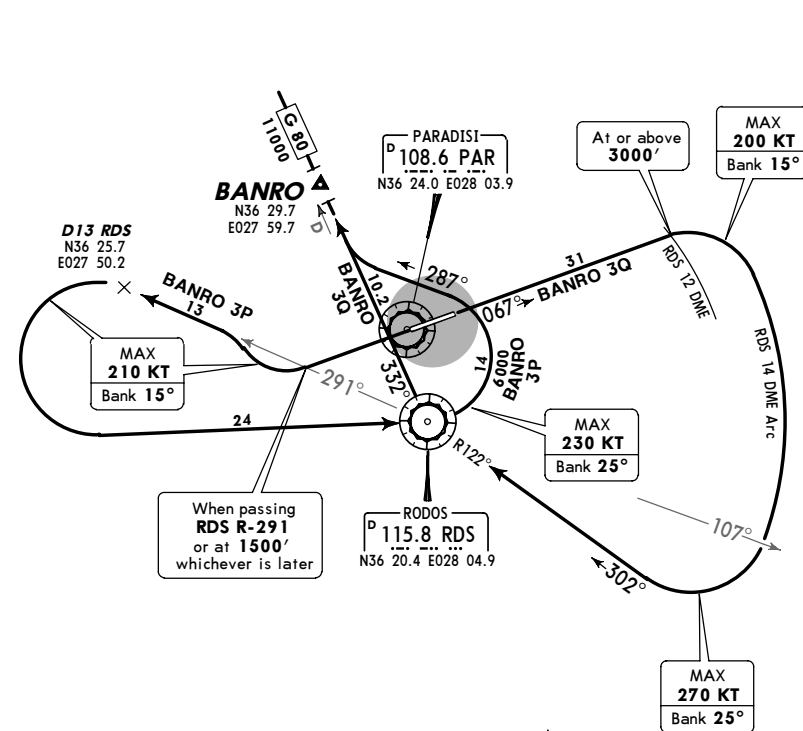 G 80
11000
BANRO
N36 29.7
E027 59.7
D
PARADISI
D 108.6 PAR
N36 24.0 E028 03.9
At or above
3000'
MAX
200 KT
Bank 15°
D13 RDS
N36 25.7
E027 50.2
BANRO 3P
13
BANRO
3Q
10.2
287°
31
067°
BANRO 3Q
RDS 12 DME
RDS 14 DME Arc
MAX
210 KT
Bank 15°
291°
332°
14
6000
BANRO
3P
24
MAX
230 KT
Bank 25°
R122°
When passing
RDS R-291
or at 1500'
whichever is later
RODOS
D 115.8 RDS
N36 20.4 E028 04.9
107°
302°
MAX
270 KT
Bank 25°